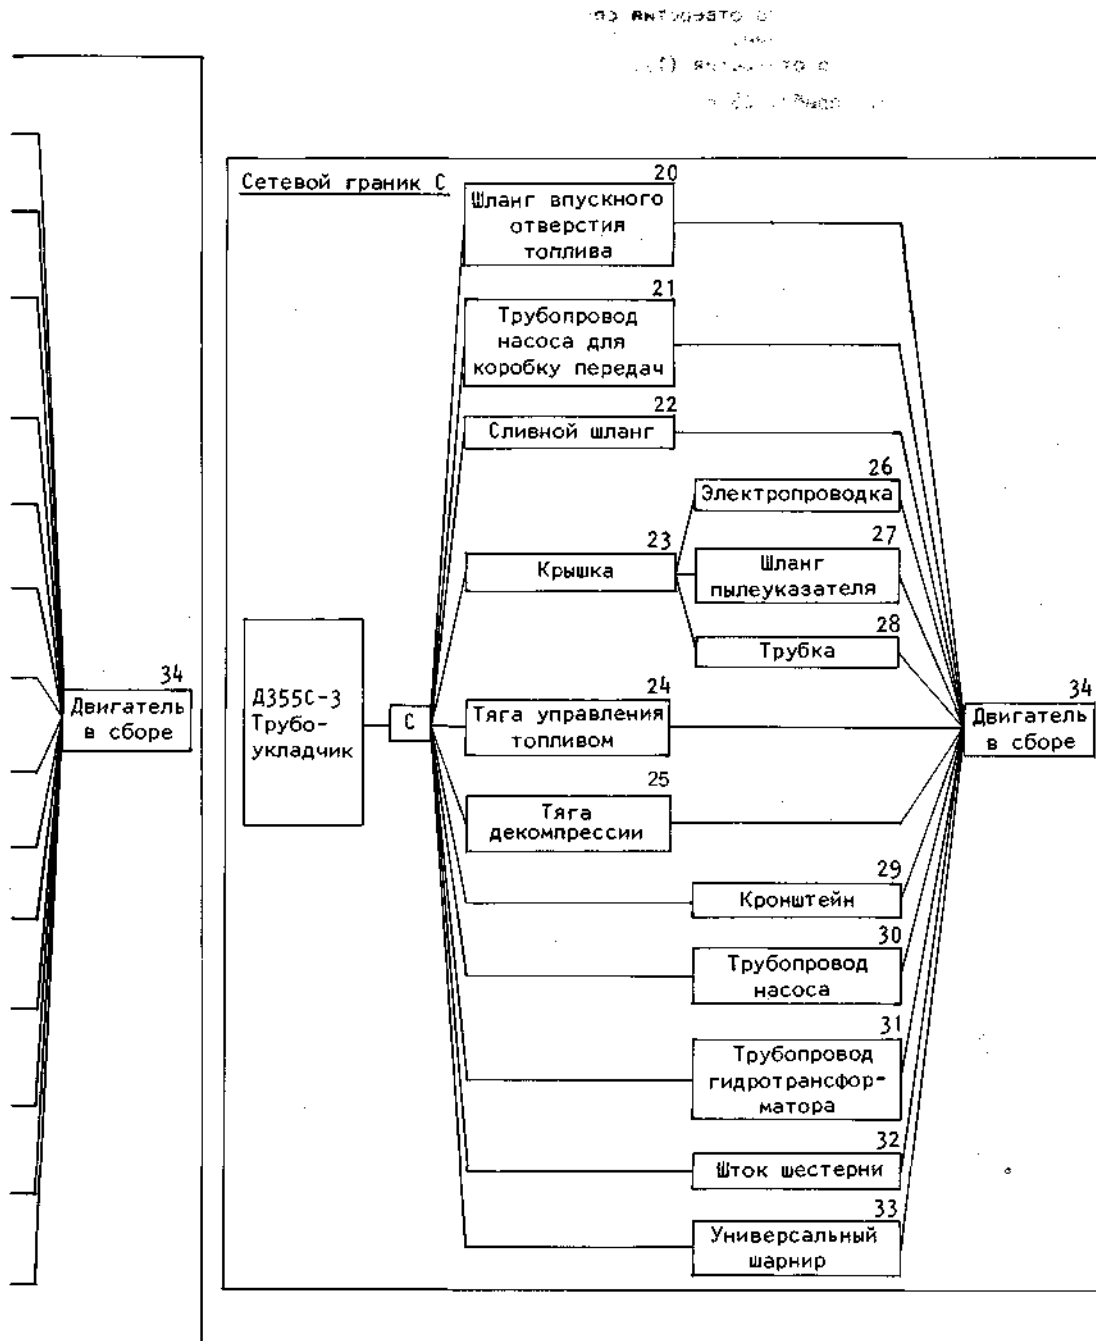 34
Двигатель
в сборе
Сетевой граник С
20
Шланг впускного
отверстия
топлива
21
Трубопровод
насоса для
коробку передач
22
Сливной шланг
23
Крышка
26
Электропроводка
27
Шланг
пылеуказателя
28
Трубка
Д355С-3
Трубо-
укладчик
С
24
Тяга управления
топливом
25
Тяга
декомпрессии
29
Кронштейн
30
Трубопровод
насоса
31
Трубопровод
гидротрансфор-
матора
32
Шток шестерни
33
Универсальный
шарнир
34
Двигатель
в сборе